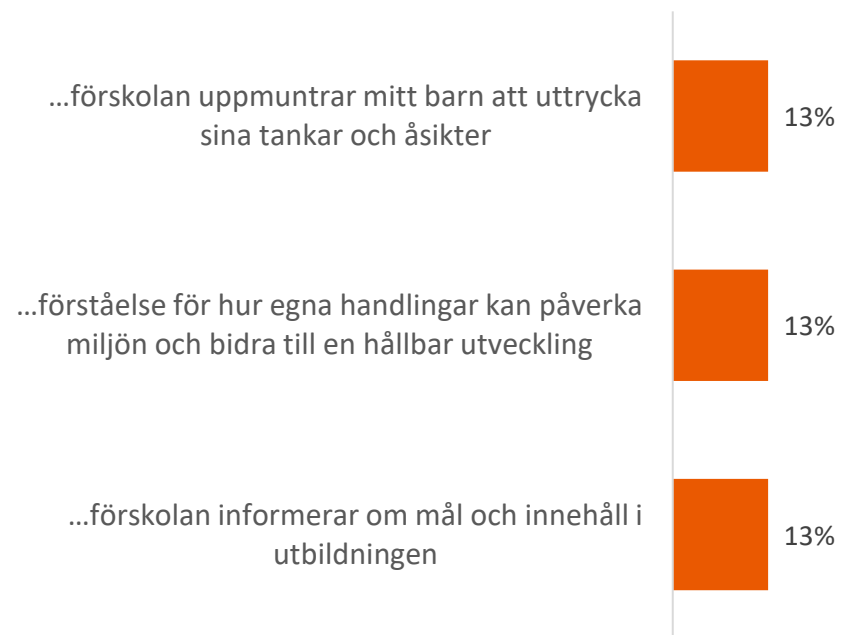 ...förskolan uppmuntrar mitt barn att uttrycka
sina tankar och åsikter
13%
...förståelse för hur egna handlingar kan påverka
miljön och bidra till en hållbar utveckling
13%
...förskolan informerar om mål och innehåll i
utbildningen
13%